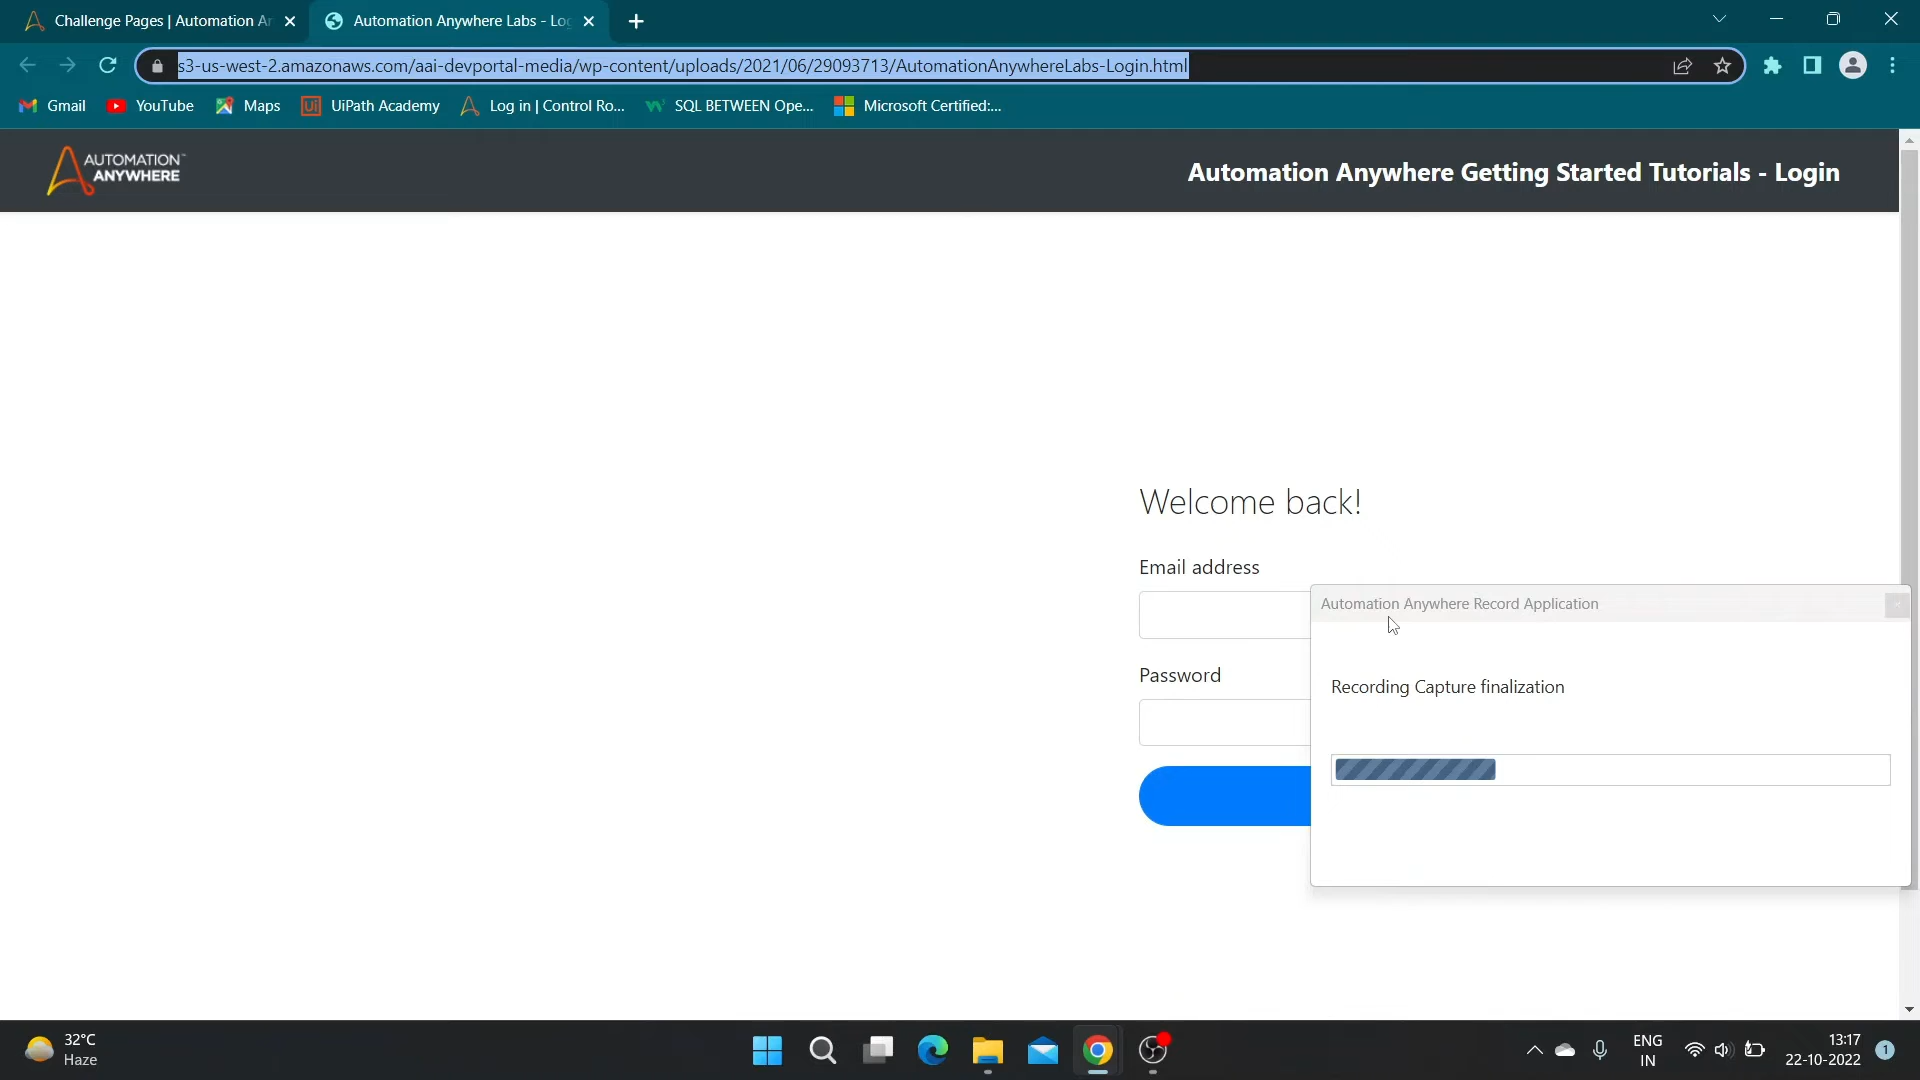 Challenge Pages | Automation Ar
Automation Anywhere Labs - Log
s3-us-west-2.amazonaws.com/aai-devportal-media/wp-content/uploads/2021/06/29093713/AutomationAnywhereLabs-Login.html
Gmail
YouTube
Maps
UiPath Academy
Log in | Control Ro...
SQL BETWEEN Ope...
Microsoft Certified:...
AUTOMATION
ANYWHERE
Automation Anywhere Getting Started Tutorials - Login
Welcome back!
Email address
Automation Anywhere Record Application
Password
Recording Capture finalization
32°C
Haze
ENG
IN
13:17
22-10-2022
1